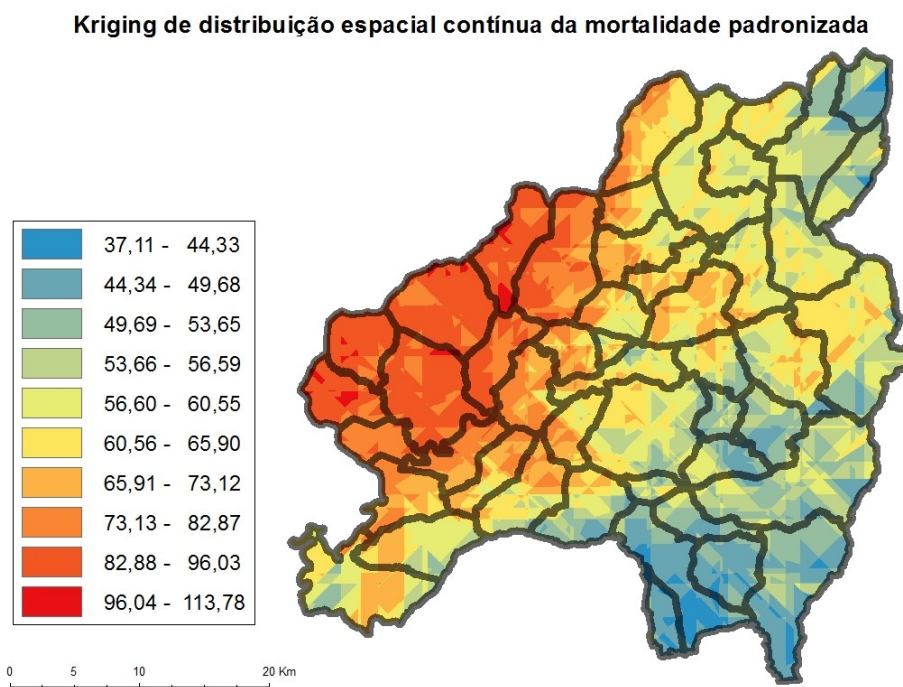 Kriging de distribuição espacial contínua da mortalidade padronizada
37,11 - 44,33
44,34 - 49,68
49,69 - 53,65
53,66 - 56,59
56,60 - 60,55
60,56 - 65,90
65,91 - 73,12
73,13 - 82,87
82,88 - 96,03
96,04 - 113,78
0 5 10 20 Km